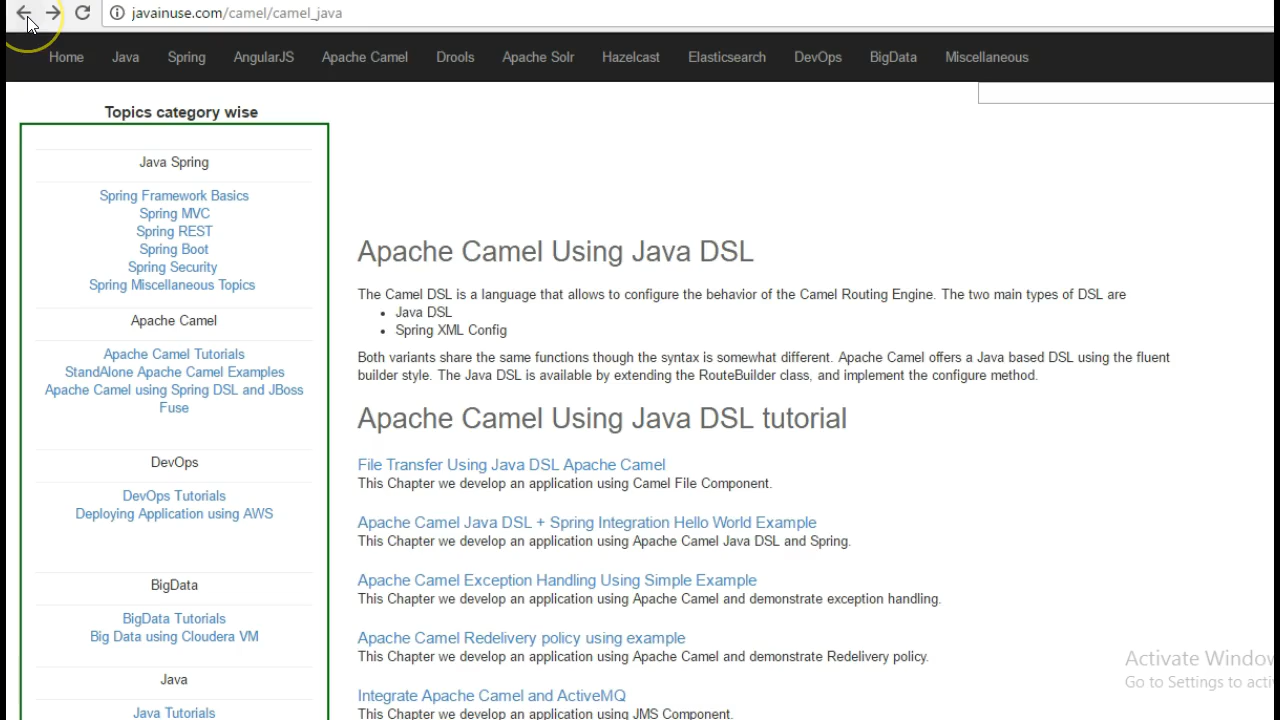 javainuse.com/camel/camel_java
Home Java Spring AngularJS Apache Camel Drools Apache Solr Hazelcast Elasticsearch DevOps BigData Miscellaneous
Topics category wise
Java Spring
Spring Framework Basics
Spring MVC
Spring REST
Spring Boot
Spring Security
Spring Miscellaneous Topics
Apache Camel
Apache Camel Tutorials
StandAlone Apache Camel Examples
Apache Camel using Spring DSL and JBoss
Fuse
DevOps
DevOps Tutorials
Deploying Application using AWS
BigData
BigData Tutorials
Big Data using Cloudera VM
Java
Java Tutorials
Apache Camel Using Java DSL
The Camel DSL is a language that allows to configure the behavior of the Camel Routing Engine. The two main types of DSL are
• Java DSL
• Spring XML Config
Both variants share the same functions though the syntax is somewhat different. Apache Camel offers a Java based DSL using the fluent
builder style. The Java DSL is available by extending the RouteBuilder class, and implement the configure method.
Apache Camel Using Java DSL tutorial
File Transfer Using Java DSL Apache Camel
This Chapter we develop an application using Camel File Component.
Apache Camel Java DSL + Spring Integration Hello World Example
This Chapter we develop an application using Apache Camel Java DSL and Spring.
Apache Camel Exception Handling Using Simple Example
This Chapter we develop an application using Apache Camel and demonstrate exception handling.
Apache Camel Redelivery policy using example
This Chapter we develop an application using Apache Camel and demonstrate Redelivery policy.
Integrate Apache Camel and ActiveMQ
This Chapter we develop an application using JMS Component.
Activate Window
Go to Settings to acti